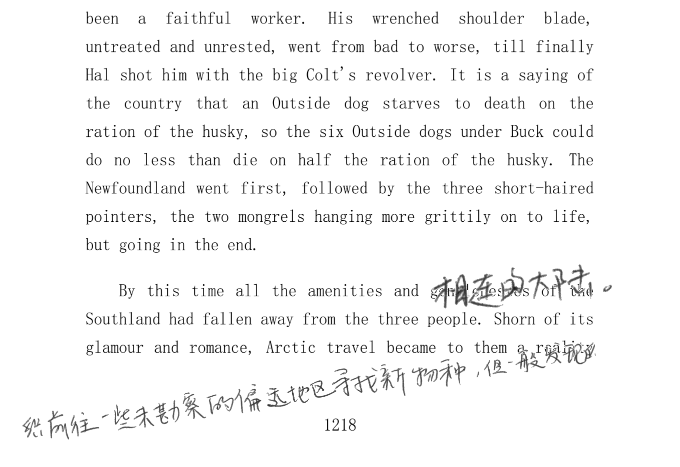 been a faithful worker. His wrenched shoulder blade,
untreated and unrested, went from bad to worse, till finally
Hal shot him with the big Colt's revolver. It is a saying of
the country that an Outside dog starves to death on the
ration of the husky, so the six Outside dogs under Buck could
do no less than die on half the ration of the husky. The
Newfoundland went first, followed by the three short-haired
pointers, the two mongrels hanging more grittily on to life,
but going in the end.
相连的大陆。
By this time all the amenities and of the
Southland had fallen away from the three people. Shorn of its
glamour and romance, Arctic travel became to them a
前往一些未勘察的偏远地区寻找新物种，但一般发现
1218